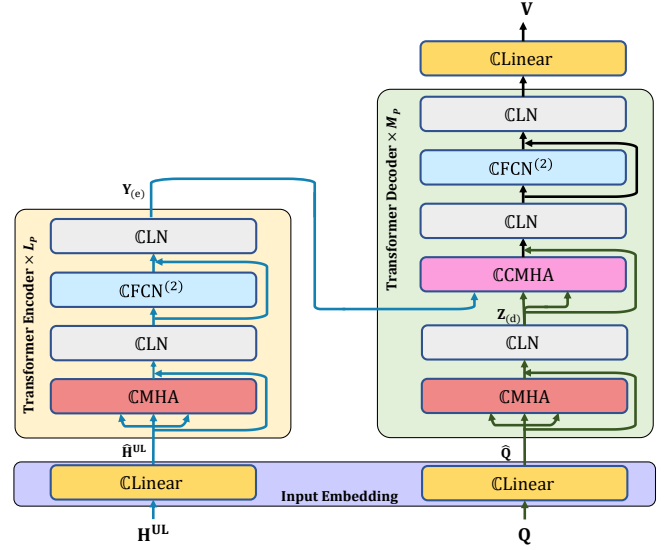 V
ℂLinear
Transformer Decoder × M_P
ℂLN
ℂFCN⁽²⁾
ℂLN
ℂCMHA
Z_(d)
ℂLN
ℂMHA
Q̂
Y_(e)
Transformer Encoder × L_P
ℂLN
ℂFCN⁽²⁾
ℂLN
ℂMHA
Ĥ^UL
ℂLinear
Input Embedding
ℂLinear
H^UL
Q